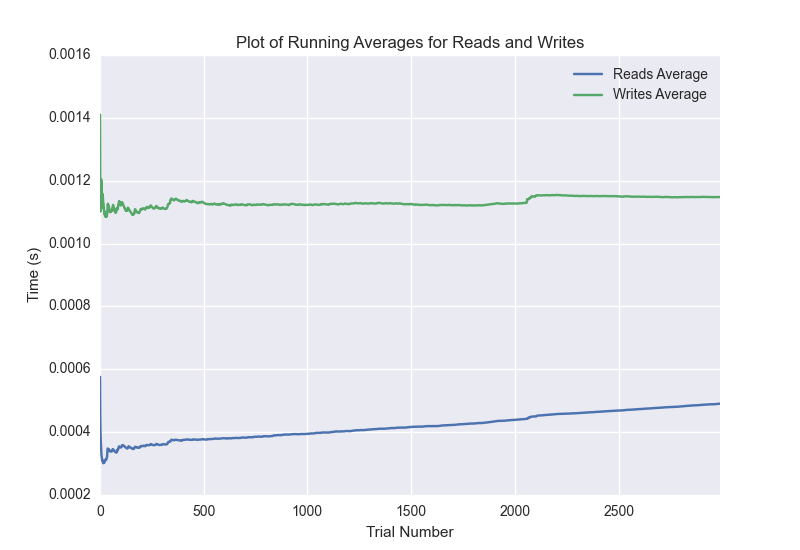 Plot of Running Averages for Reads and Writes
0.0016
0.0014
0.0012
0.0010
0.0008
0.0006
0.0004
0.0002
Time (s)
Reads Average
Writes Average
0 500 1000 1500 2000 2500
Trial Number